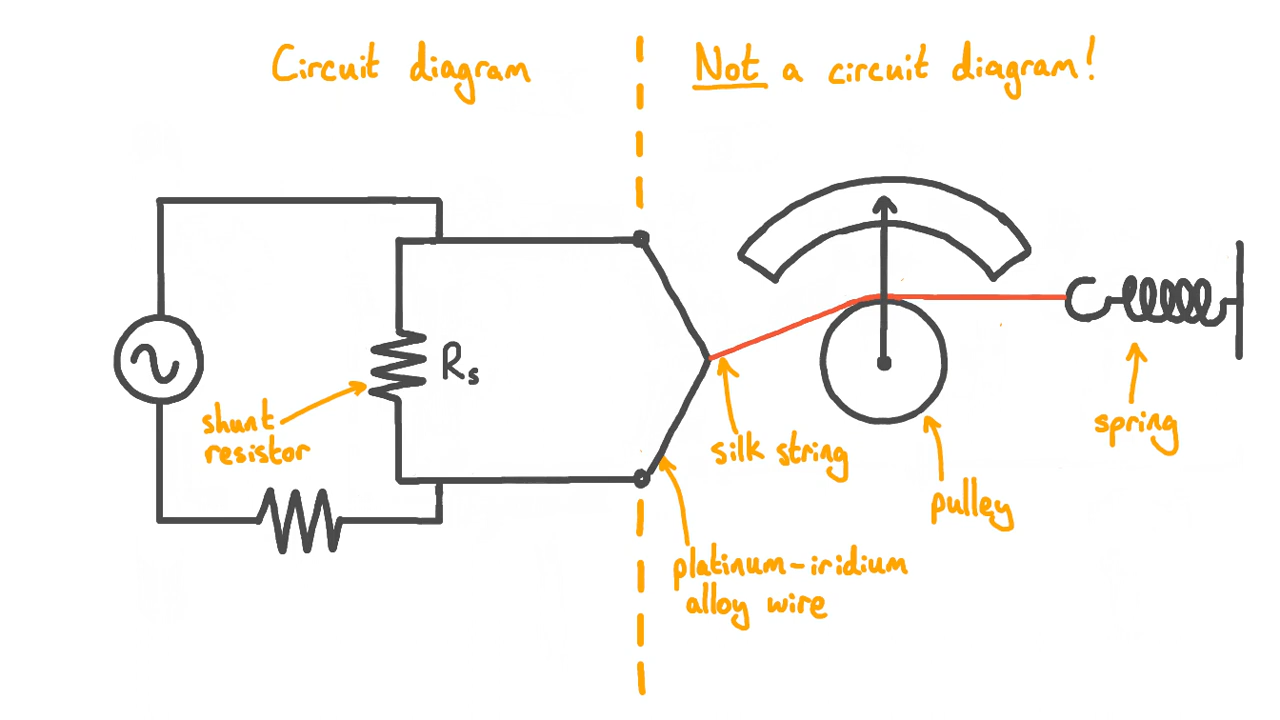 Circuit diagram
Not a circuit diagram!
Rs
shunt
resistor
silk string
spring
pulley
platinum-iridium
alloy wire